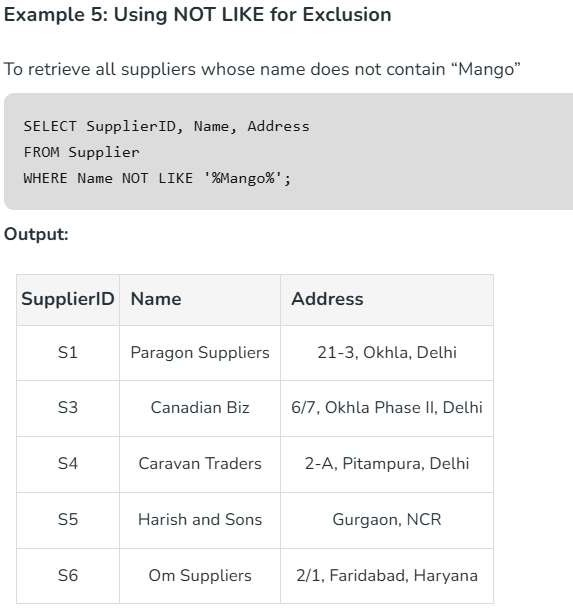 Example 5: Using NOT LIKE for Exclusion
To retrieve all suppliers whose name does not contain “Mango”
SELECT SupplierID, Name, Address
FROM Supplier
WHERE Name NOT LIKE '%Mango%';
Output:
SupplierID Name Address
S1 Paragon Suppliers 21-3, Okhla, Delhi
S3 Canadian Biz 6/7, Okhla Phase II, Delhi
S4 Caravan Traders 2-A, Pitampura, Delhi
S5 Harish and Sons Gurgaon, NCR
S6 Om Suppliers 2/1, Faridabad, Haryana